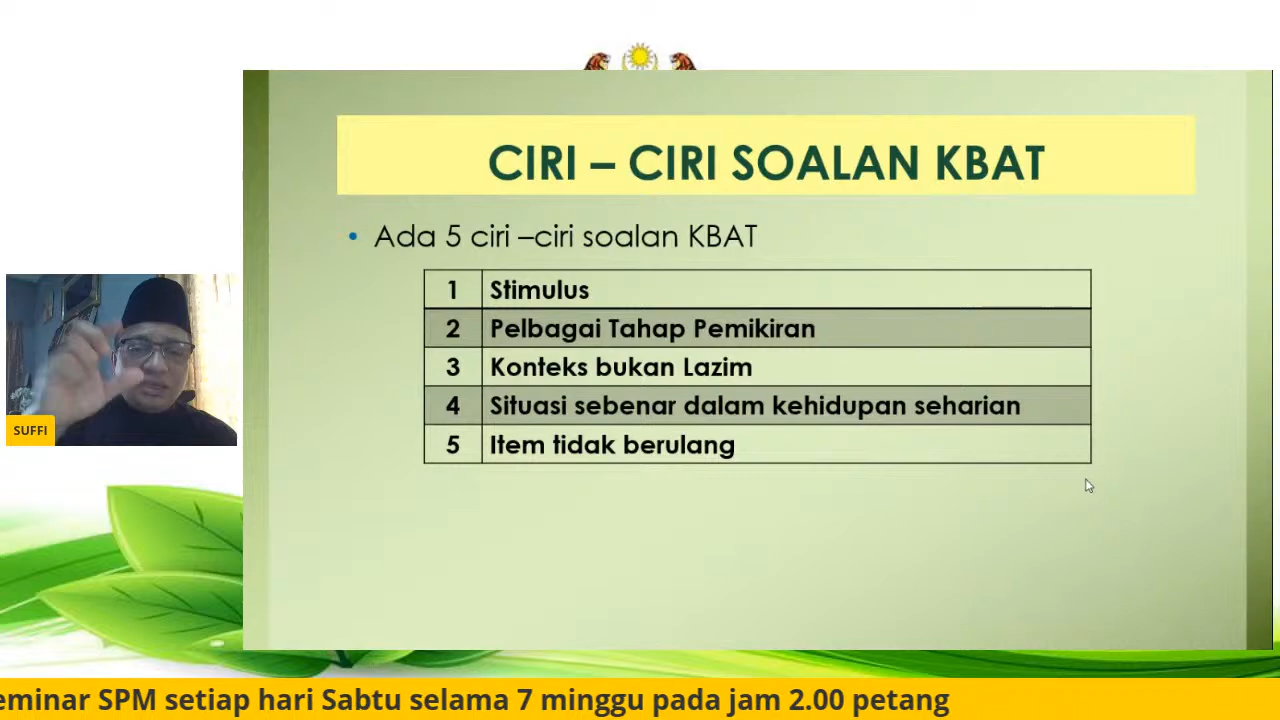 CIRI – CIRI SOALAN KBAT
• Ada 5 ciri –ciri soalan KBAT
1 Stimulus
2 Pelbagai Tahap Pemikiran
3 Konteks bukan Lazim
4 Situasi sebenar dalam kehidupan seharian
5 Item tidak berulang
SUFFI
eminar SPM setiap hari Sabtu selama 7 minggu pada jam 2.00 petang